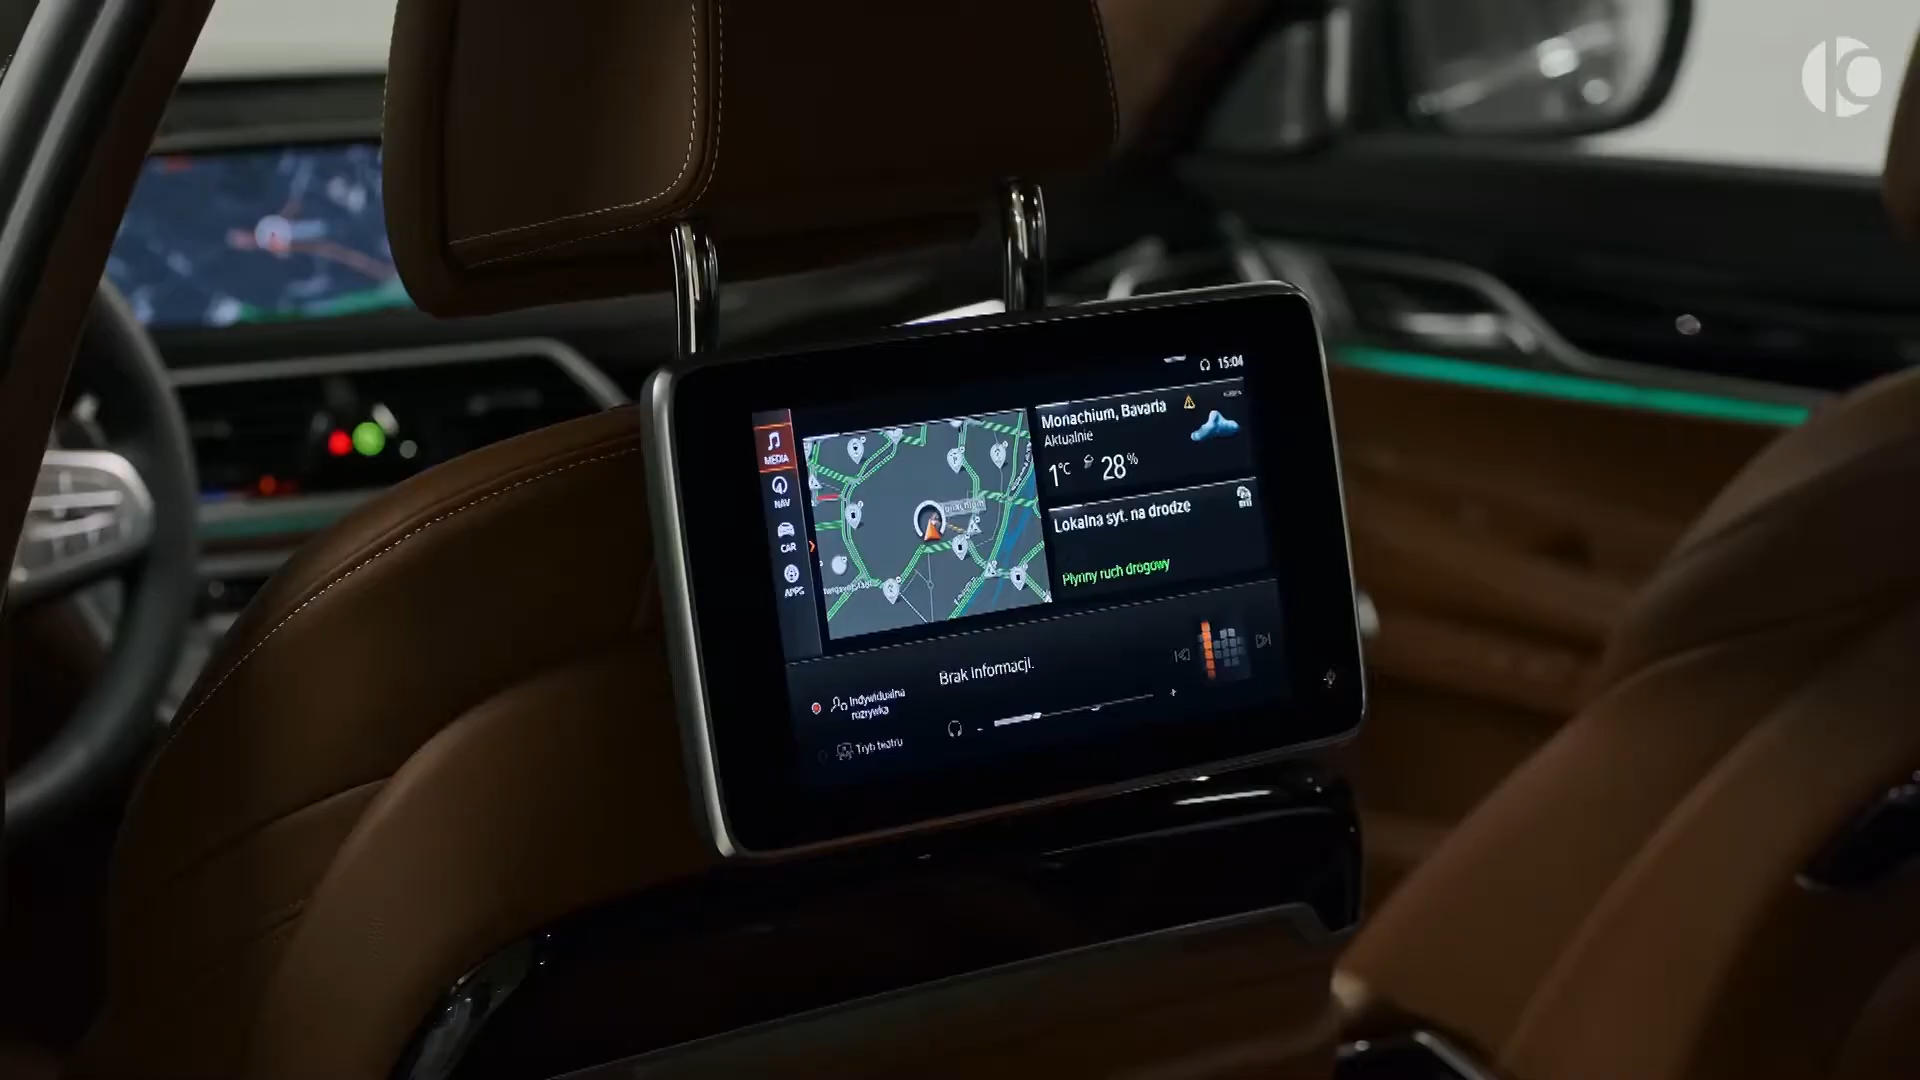 15:04
Monachium, Bavaria
Aktualnie
1°C 28%
MEDIA
NAV
CAR
APPS
Lokalna syt. na drodze
Płynny ruch drogowy
Brak informacji.
Indywidualna
rozrywka
- +
Tryb teatru